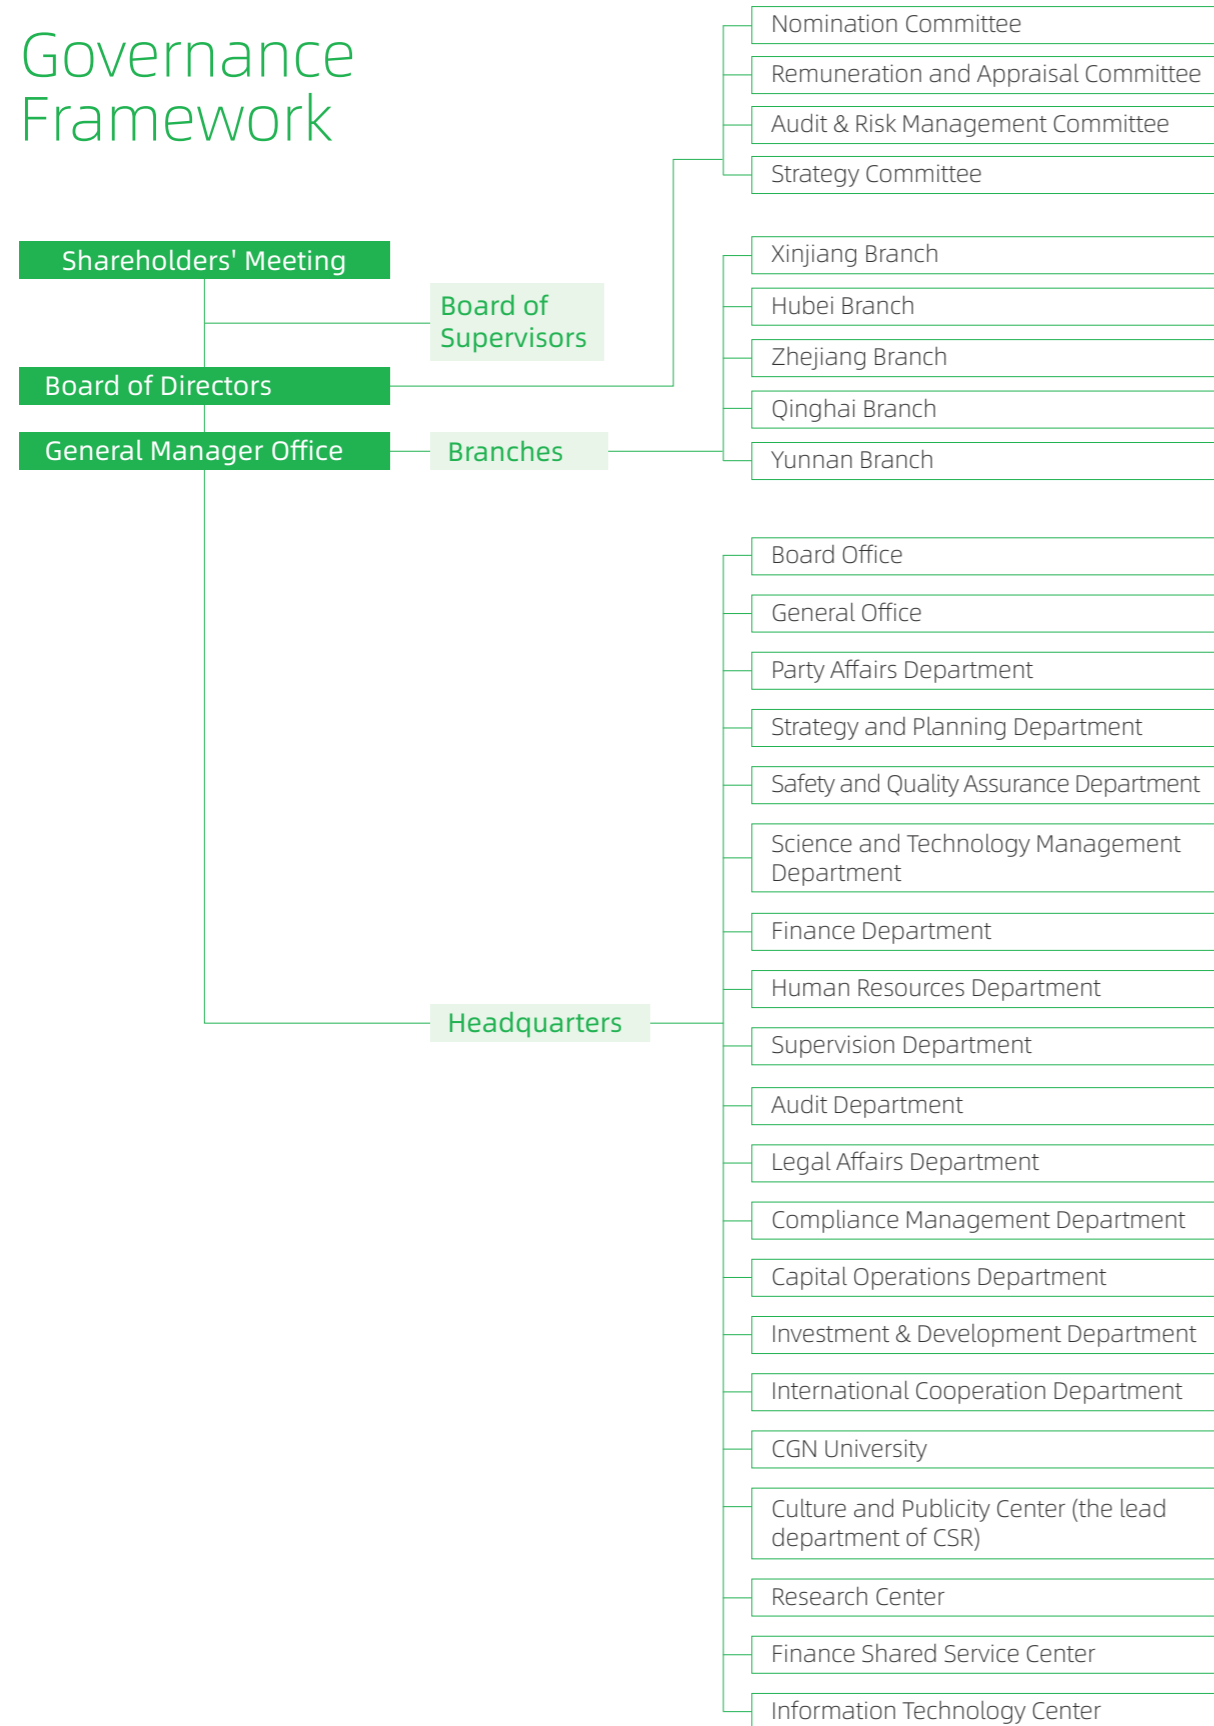 Governance
Framework
Shareholders' Meeting
Board of
Supervisors
Board of Directors
General Manager Office
Branches
Headquarters
Nomination Committee
Remuneration and Appraisal Committee
Audit & Risk Management Committee
Strategy Committee
Xinjiang Branch
Hubei Branch
Zhejiang Branch
Qinghai Branch
Yunnan Branch
Board Office
General Office
Party Affairs Department
Strategy and Planning Department
Safety and Quality Assurance Department
Science and Technology Management
Department
Finance Department
Human Resources Department
Supervision Department
Audit Department
Legal Affairs Department
Compliance Management Department
Capital Operations Department
Investment & Development Department
International Cooperation Department
CGN University
Culture and Publicity Center (the lead
department of CSR)
Research Center
Finance Shared Service Center
Information Technology Center